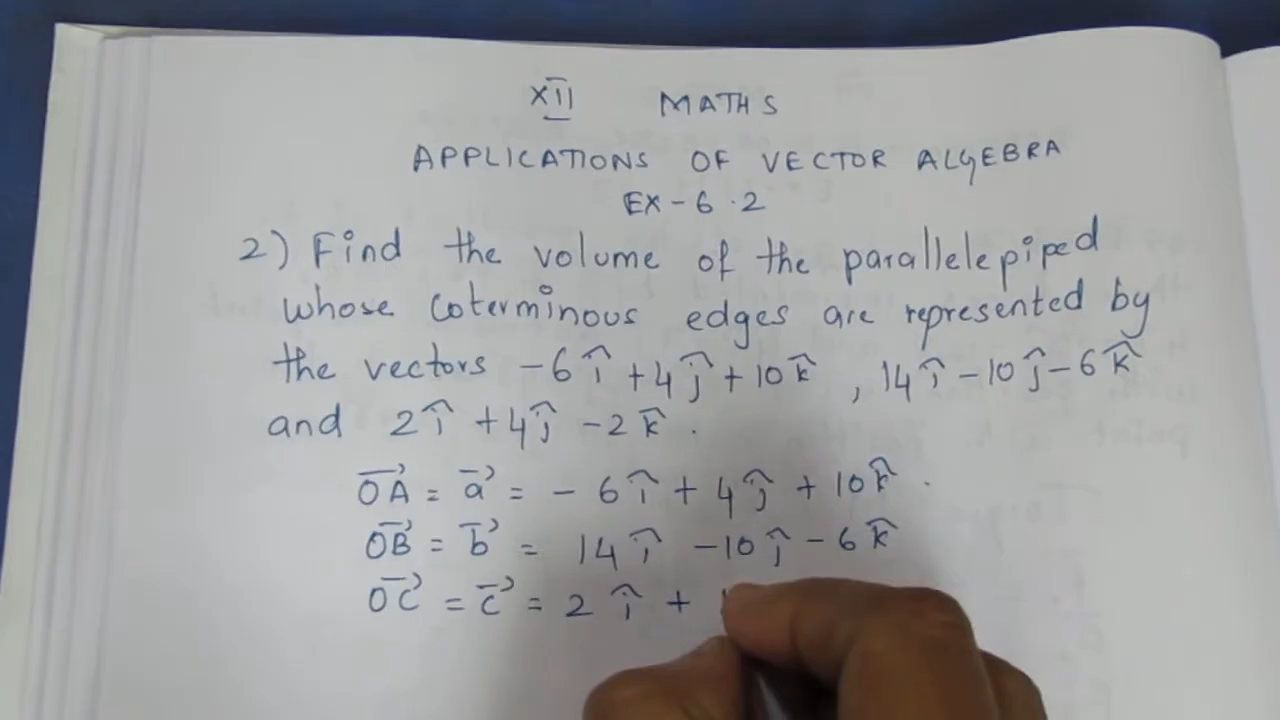 XII MATHS
APPLICATIONS OF VECTOR ALGEBRA
EX-6.2
2) Find the volume of the parallelepiped
whose coterminous edges are represented by
the vectors -6î + 4ĵ + 10k̂, 14î - 10ĵ - 6k̂
and 2î + 4ĵ - 2k̂.
OA⃗ = a⃗ = - 6î + 4ĵ + 10k̂.
OB⃗ = b⃗ = 14î - 10ĵ - 6k̂
OC⃗ = c⃗ = 2î +